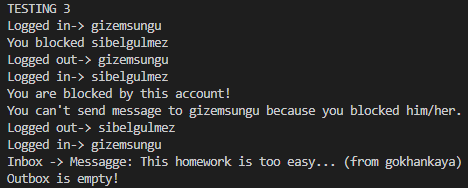 TESTING 3
Logged in-> gizemsungu
You blocked sibelgulmez
Logged out-> gizemsungu
Logged in-> sibelgulmez
You are blocked by this account!
You can't send message to gizemsungu because you blocked him/her.
Logged out-> sibelgulmez
Logged in-> gizemsungu
Inbox -> Messagge: This homework is too easy... (from gokhankaya)
Outbox is empty!